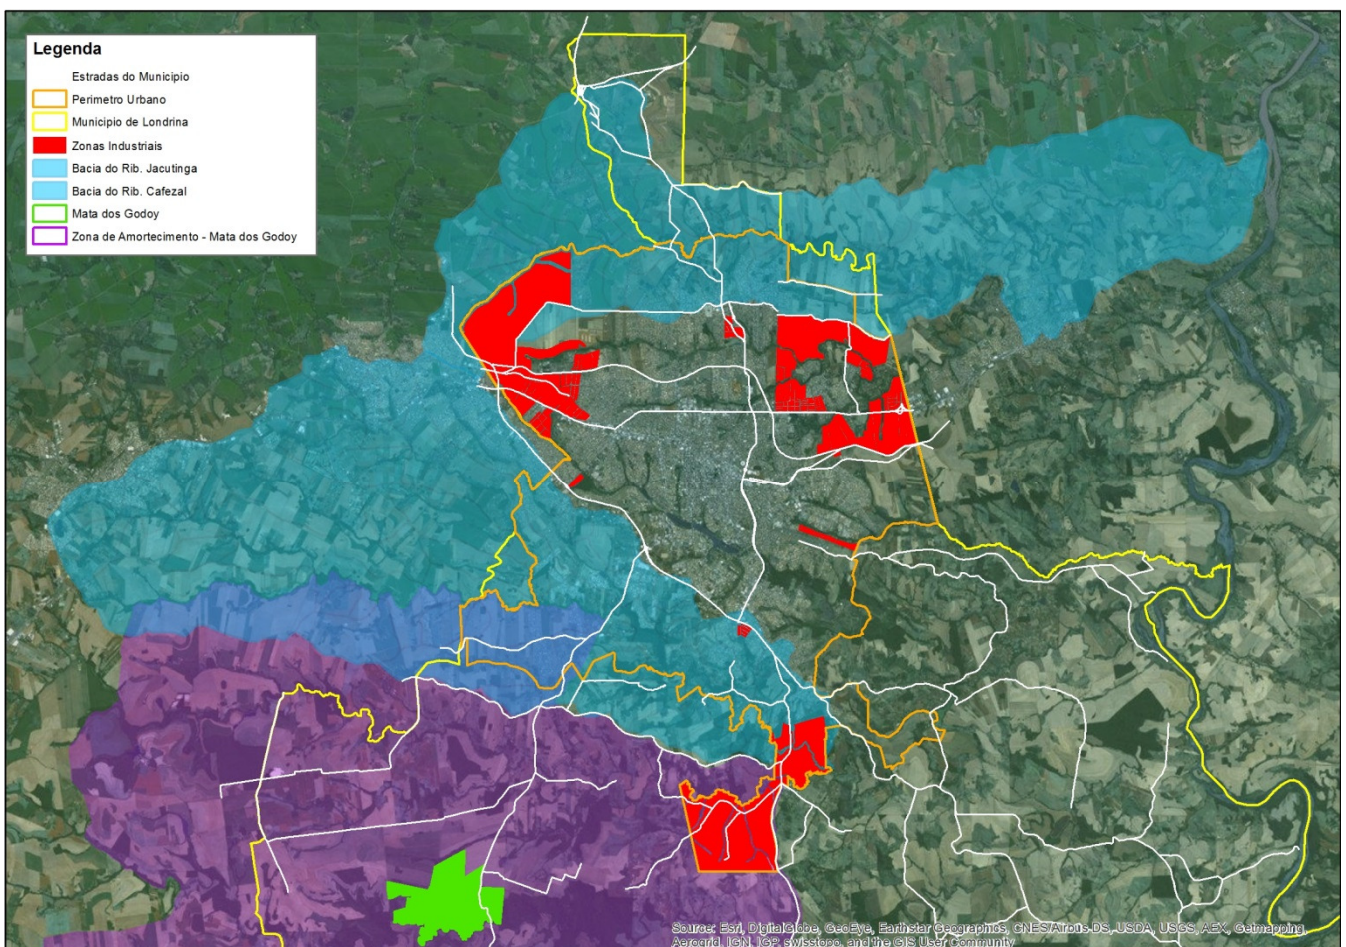 Legenda
Estradas do Municipio
Perimetro Urbano
Municipio de Londrina
Zonas Industriais
Bacia do Rib. Jacutinga
Bacia do Rib. Cafezal
Mata dos Godoy
Zona de Amortecimento - Mata dos Godoy
Source: Esri, DigitalGlobe, GeoEye, Earthstar Geographics, CNES/Airbus DS, USDA, USGS, AEX, Getmapping,
Aerogrid, IGN, IGP, swisstopo, and the GIS User Community